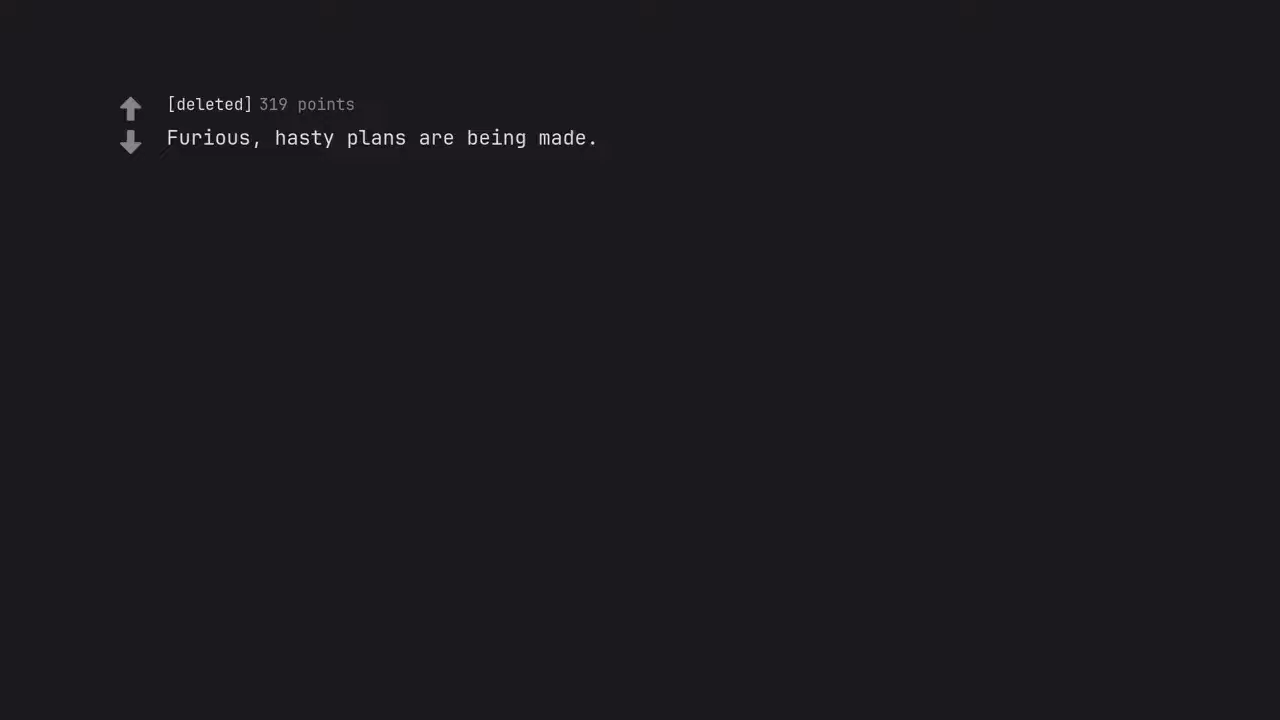 [deleted] 319 points
Furious, hasty plans are being made.